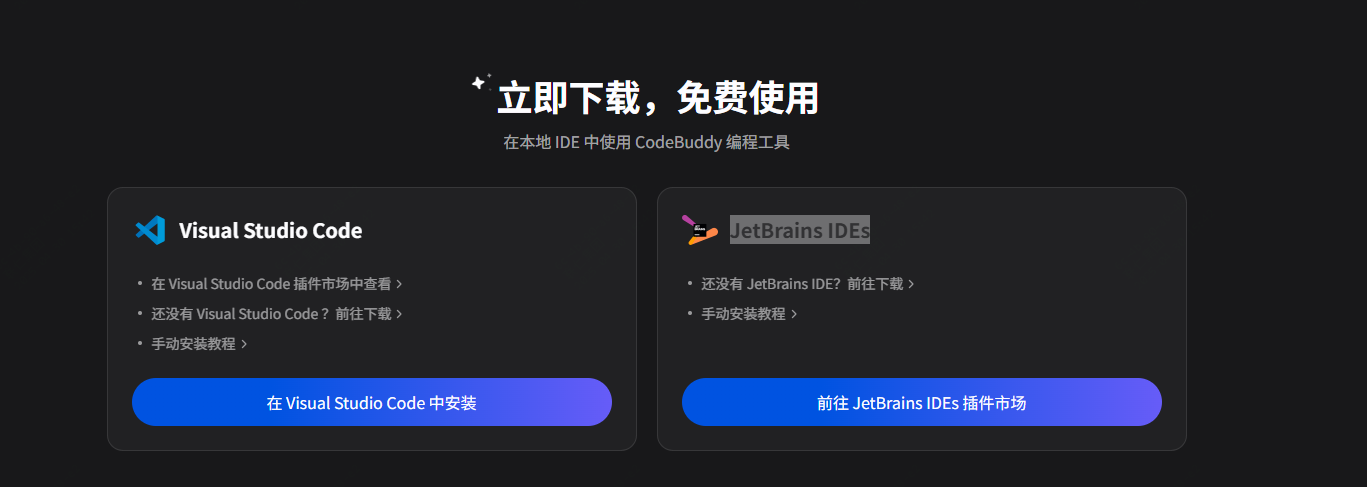 立即下载，免费使用
在本地 IDE 中使用 CodeBuddy 编程工具
Visual Studio Code
• 在 Visual Studio Code 插件市场中查看 >
• 还没有 Visual Studio Code ？前往下载 >
• 手动安装教程 >
在 Visual Studio Code 中安装
JetBrains IDEs
• 还没有 JetBrains IDE？前往下载 >
• 手动安装教程 >
前往 JetBrains IDEs 插件市场